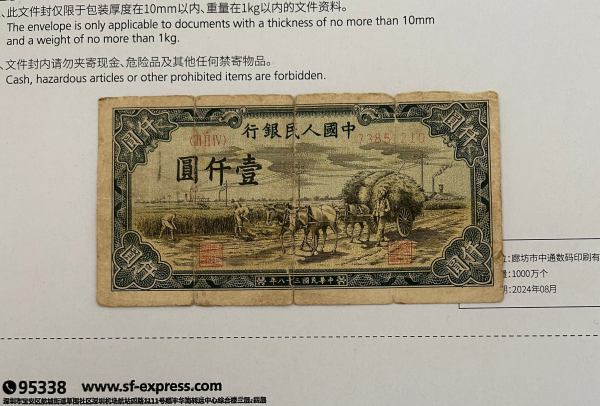 、此文件封仅限于包装厚度在10mm以内、重量在1kg以内的文件资料。
The envelope is only applicable to documents with a thickness of no more than 10mm
and a weight of no more than 1kg.
、文件封内请勿夹寄现金、危险品及其他任何禁寄物品。
Cash, hazardous articles or other prohibited items are forbidden.
仟圓
行銀民人國中
仟圓
圓仟壹
仟圓
仟圓
年八十三國民華中
位：廊坊市中通数码印刷有
量：1000万个
期：2024年08月
95338 www.sf-express.com